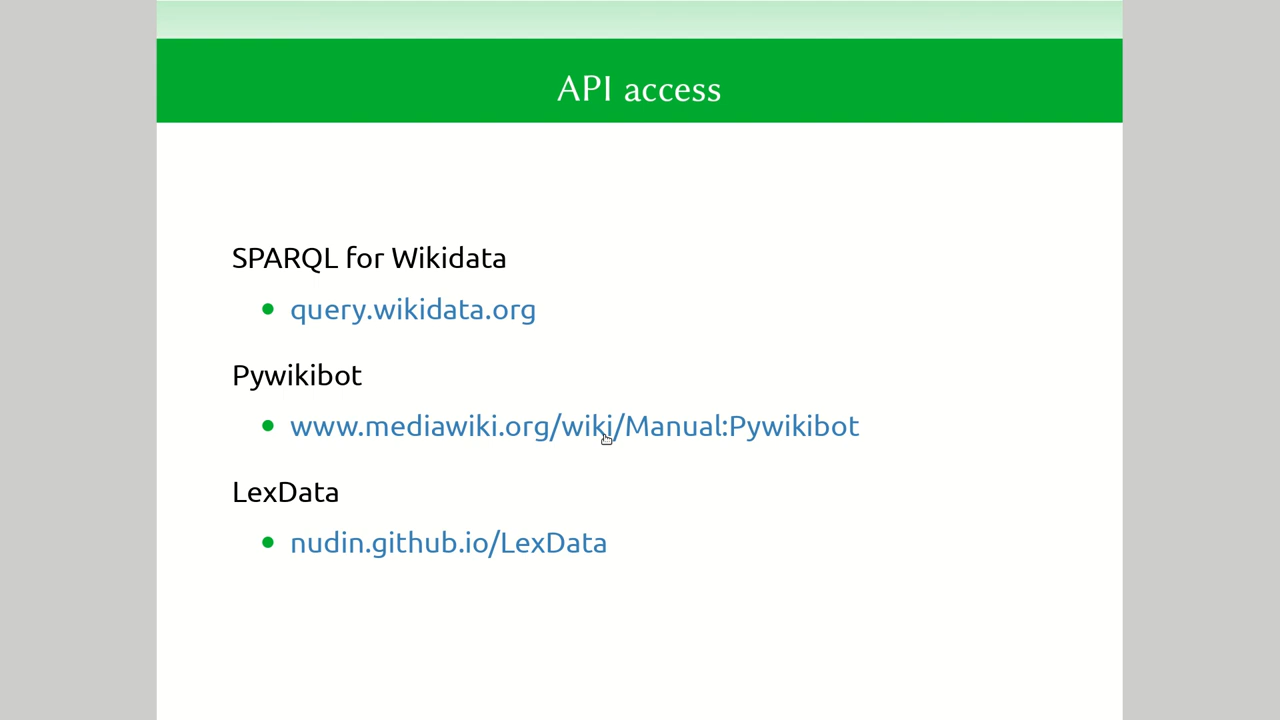 API access
SPARQL for Wikidata
query.wikidata.org
Pywikibot
www.mediawiki.org/wiki/Manual:Pywikibot
LexData
nudin.github.io/LexData